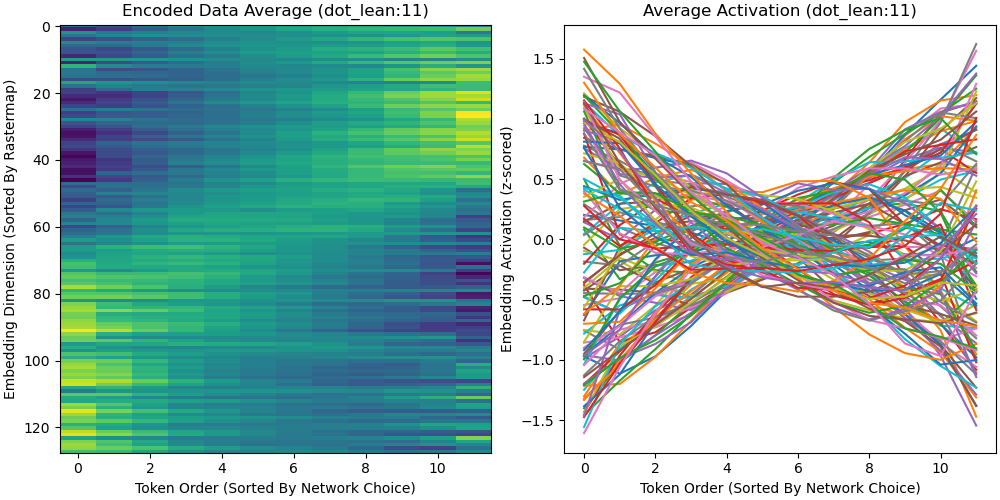 Encoded Data Average (dot_lean:11)
Embedding Dimension (Sorted By Rastermap)
0
20
40
60
80
100
120
0 2 4 6 8 10
Token Order (Sorted By Network Choice)
Average Activation (dot_lean:11)
Embedding Activation (z-scored)
1.5
1.0
0.5
0.0
−0.5
−1.0
−1.5
0 2 4 6 8 10
Token Order (Sorted By Network Choice)